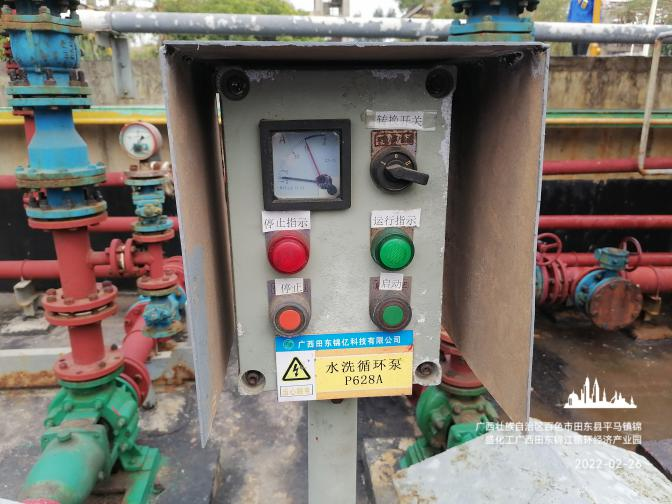 转换开关
A
停止指示
运行指示
停止
启动
广西田东锦亿科技有限公司
水洗循环泵
P628A
广西壮族自治区百色市田东县平马镇锦
盛化工广西田东锦江循环经济产业园
2022-02-26